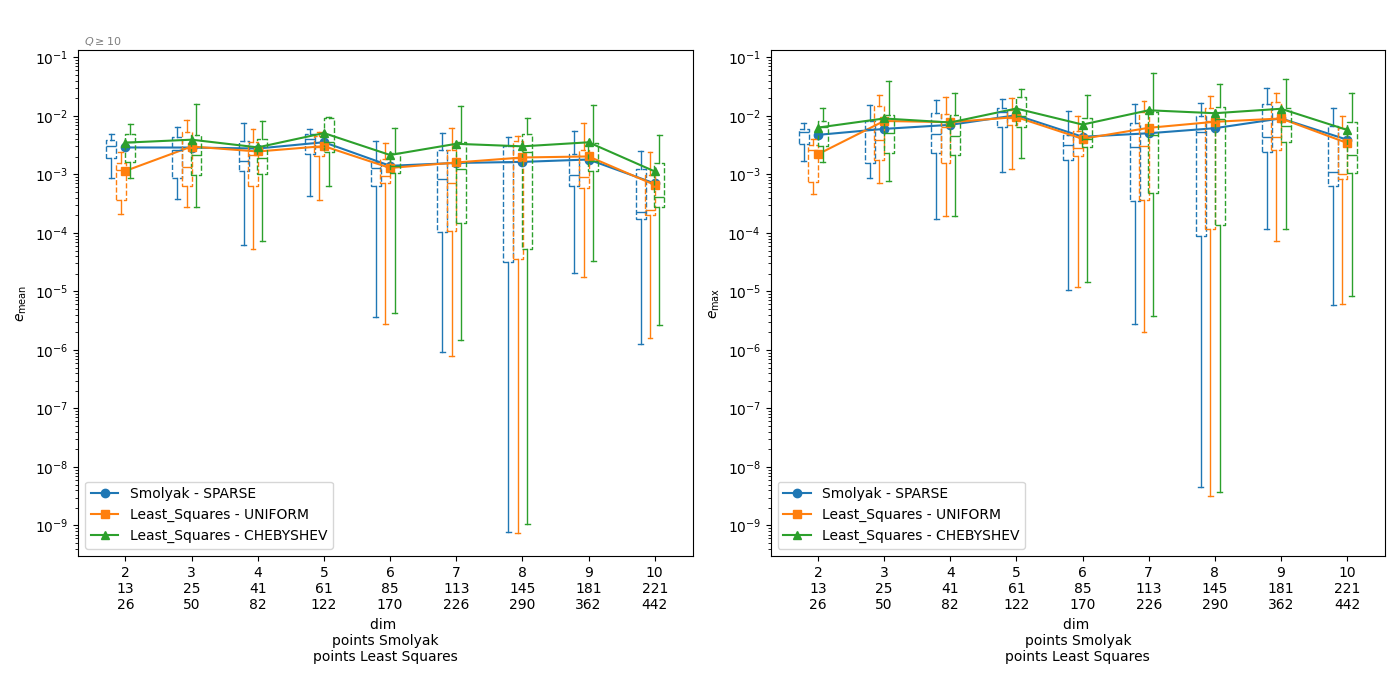 Q ≥ 10
10⁻¹
10⁻²
10⁻³
10⁻⁴
10⁻⁵
10⁻⁶
10⁻⁷
10⁻⁸
10⁻⁹
e_mean
Smolyak - SPARSE
Least_Squares - UNIFORM
Least_Squares - CHEBYSHEV
2 3 4 5 6 7 8 9 10
13 25 41 61 85 113 145 181 221
26 50 82 122 170 226 290 362 442
dim
points Smolyak
points Least Squares
10⁻¹
10⁻²
10⁻³
10⁻⁴
10⁻⁵
10⁻⁶
10⁻⁷
10⁻⁸
10⁻⁹
e_max
Smolyak - SPARSE
Least_Squares - UNIFORM
Least_Squares - CHEBYSHEV
2 3 4 5 6 7 8 9 10
13 25 41 61 85 113 145 181 221
26 50 82 122 170 226 290 362 442
dim
points Smolyak
points Least Squares